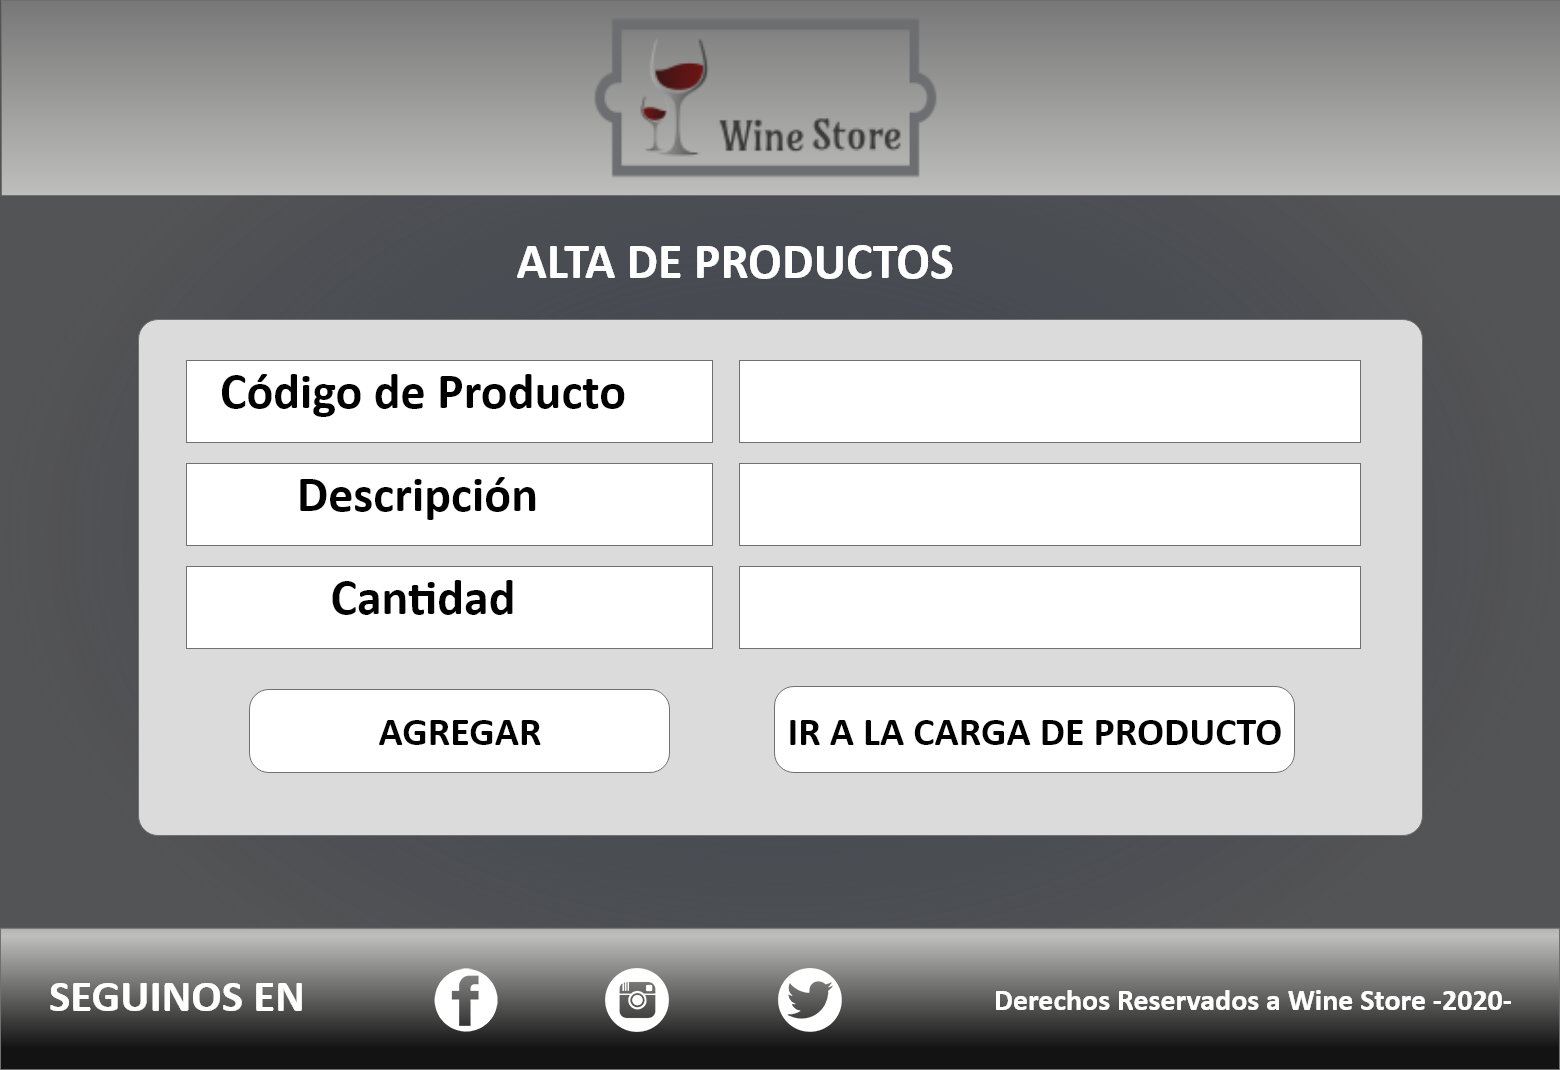 Wine Store
ALTA DE PRODUCTOS
Código de Producto
Descripción
Cantidad
AGREGAR
IR A LA CARGA DE PRODUCTO
SEGUINOS EN
Derechos Reservados a Wine Store -2020-